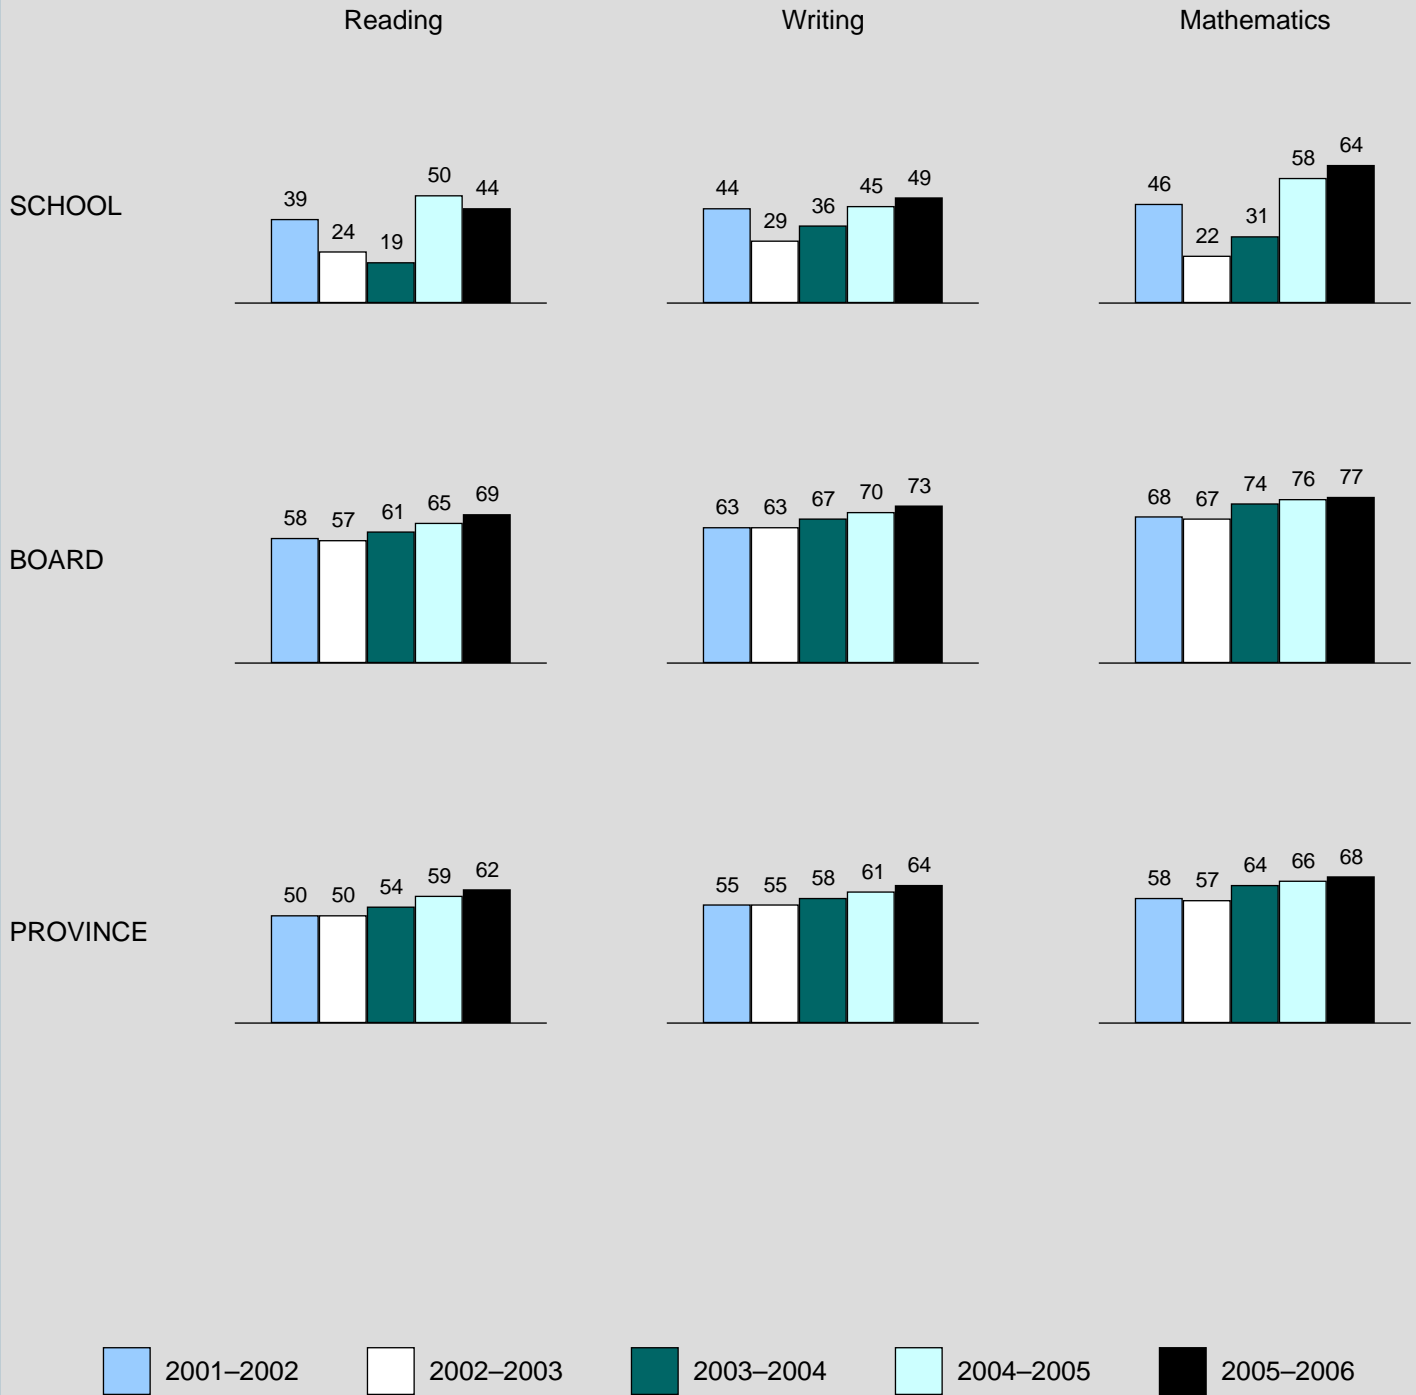 Reading Writing Mathematics
SCHOOL
39 24 19 50 44
44 29 36 45 49
46 22 31 58 64
BOARD
58 57 61 65 69
63 63 67 70 73
68 67 74 76 77
PROVINCE
50 50 54 59 62
55 55 58 61 64
58 57 64 66 68
2001–2002 2002–2003 2003–2004 2004–2005 2005–2006